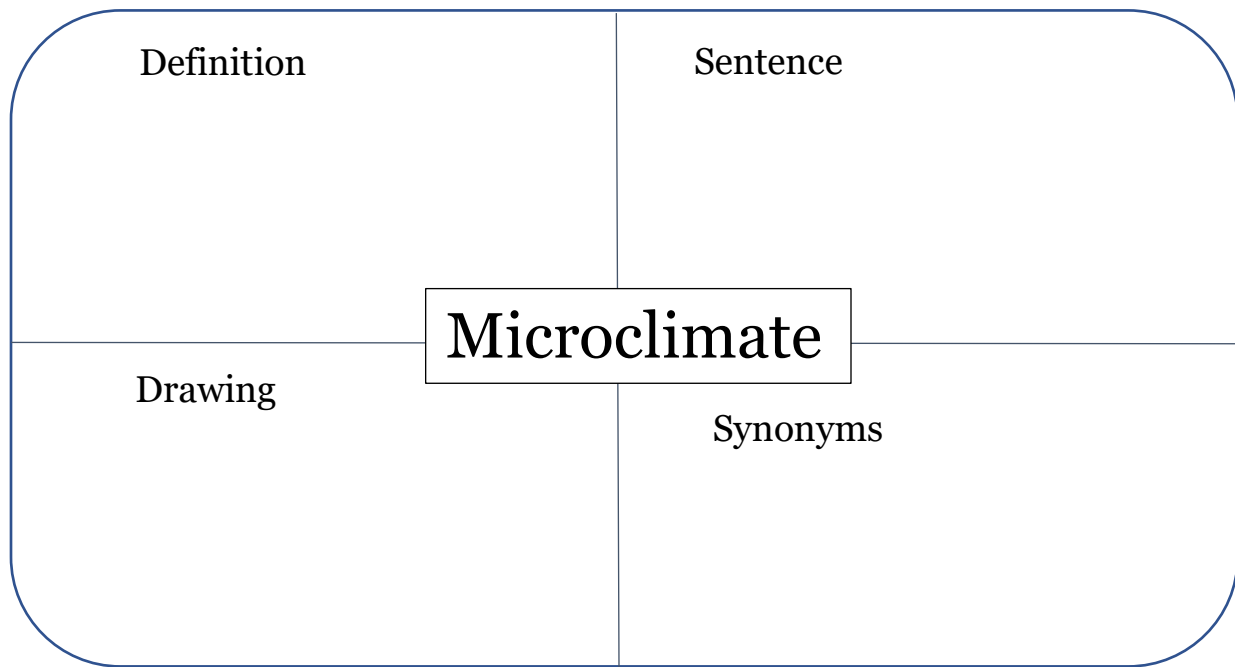 Definition
Sentence
Microclimate
Drawing
Synonyms